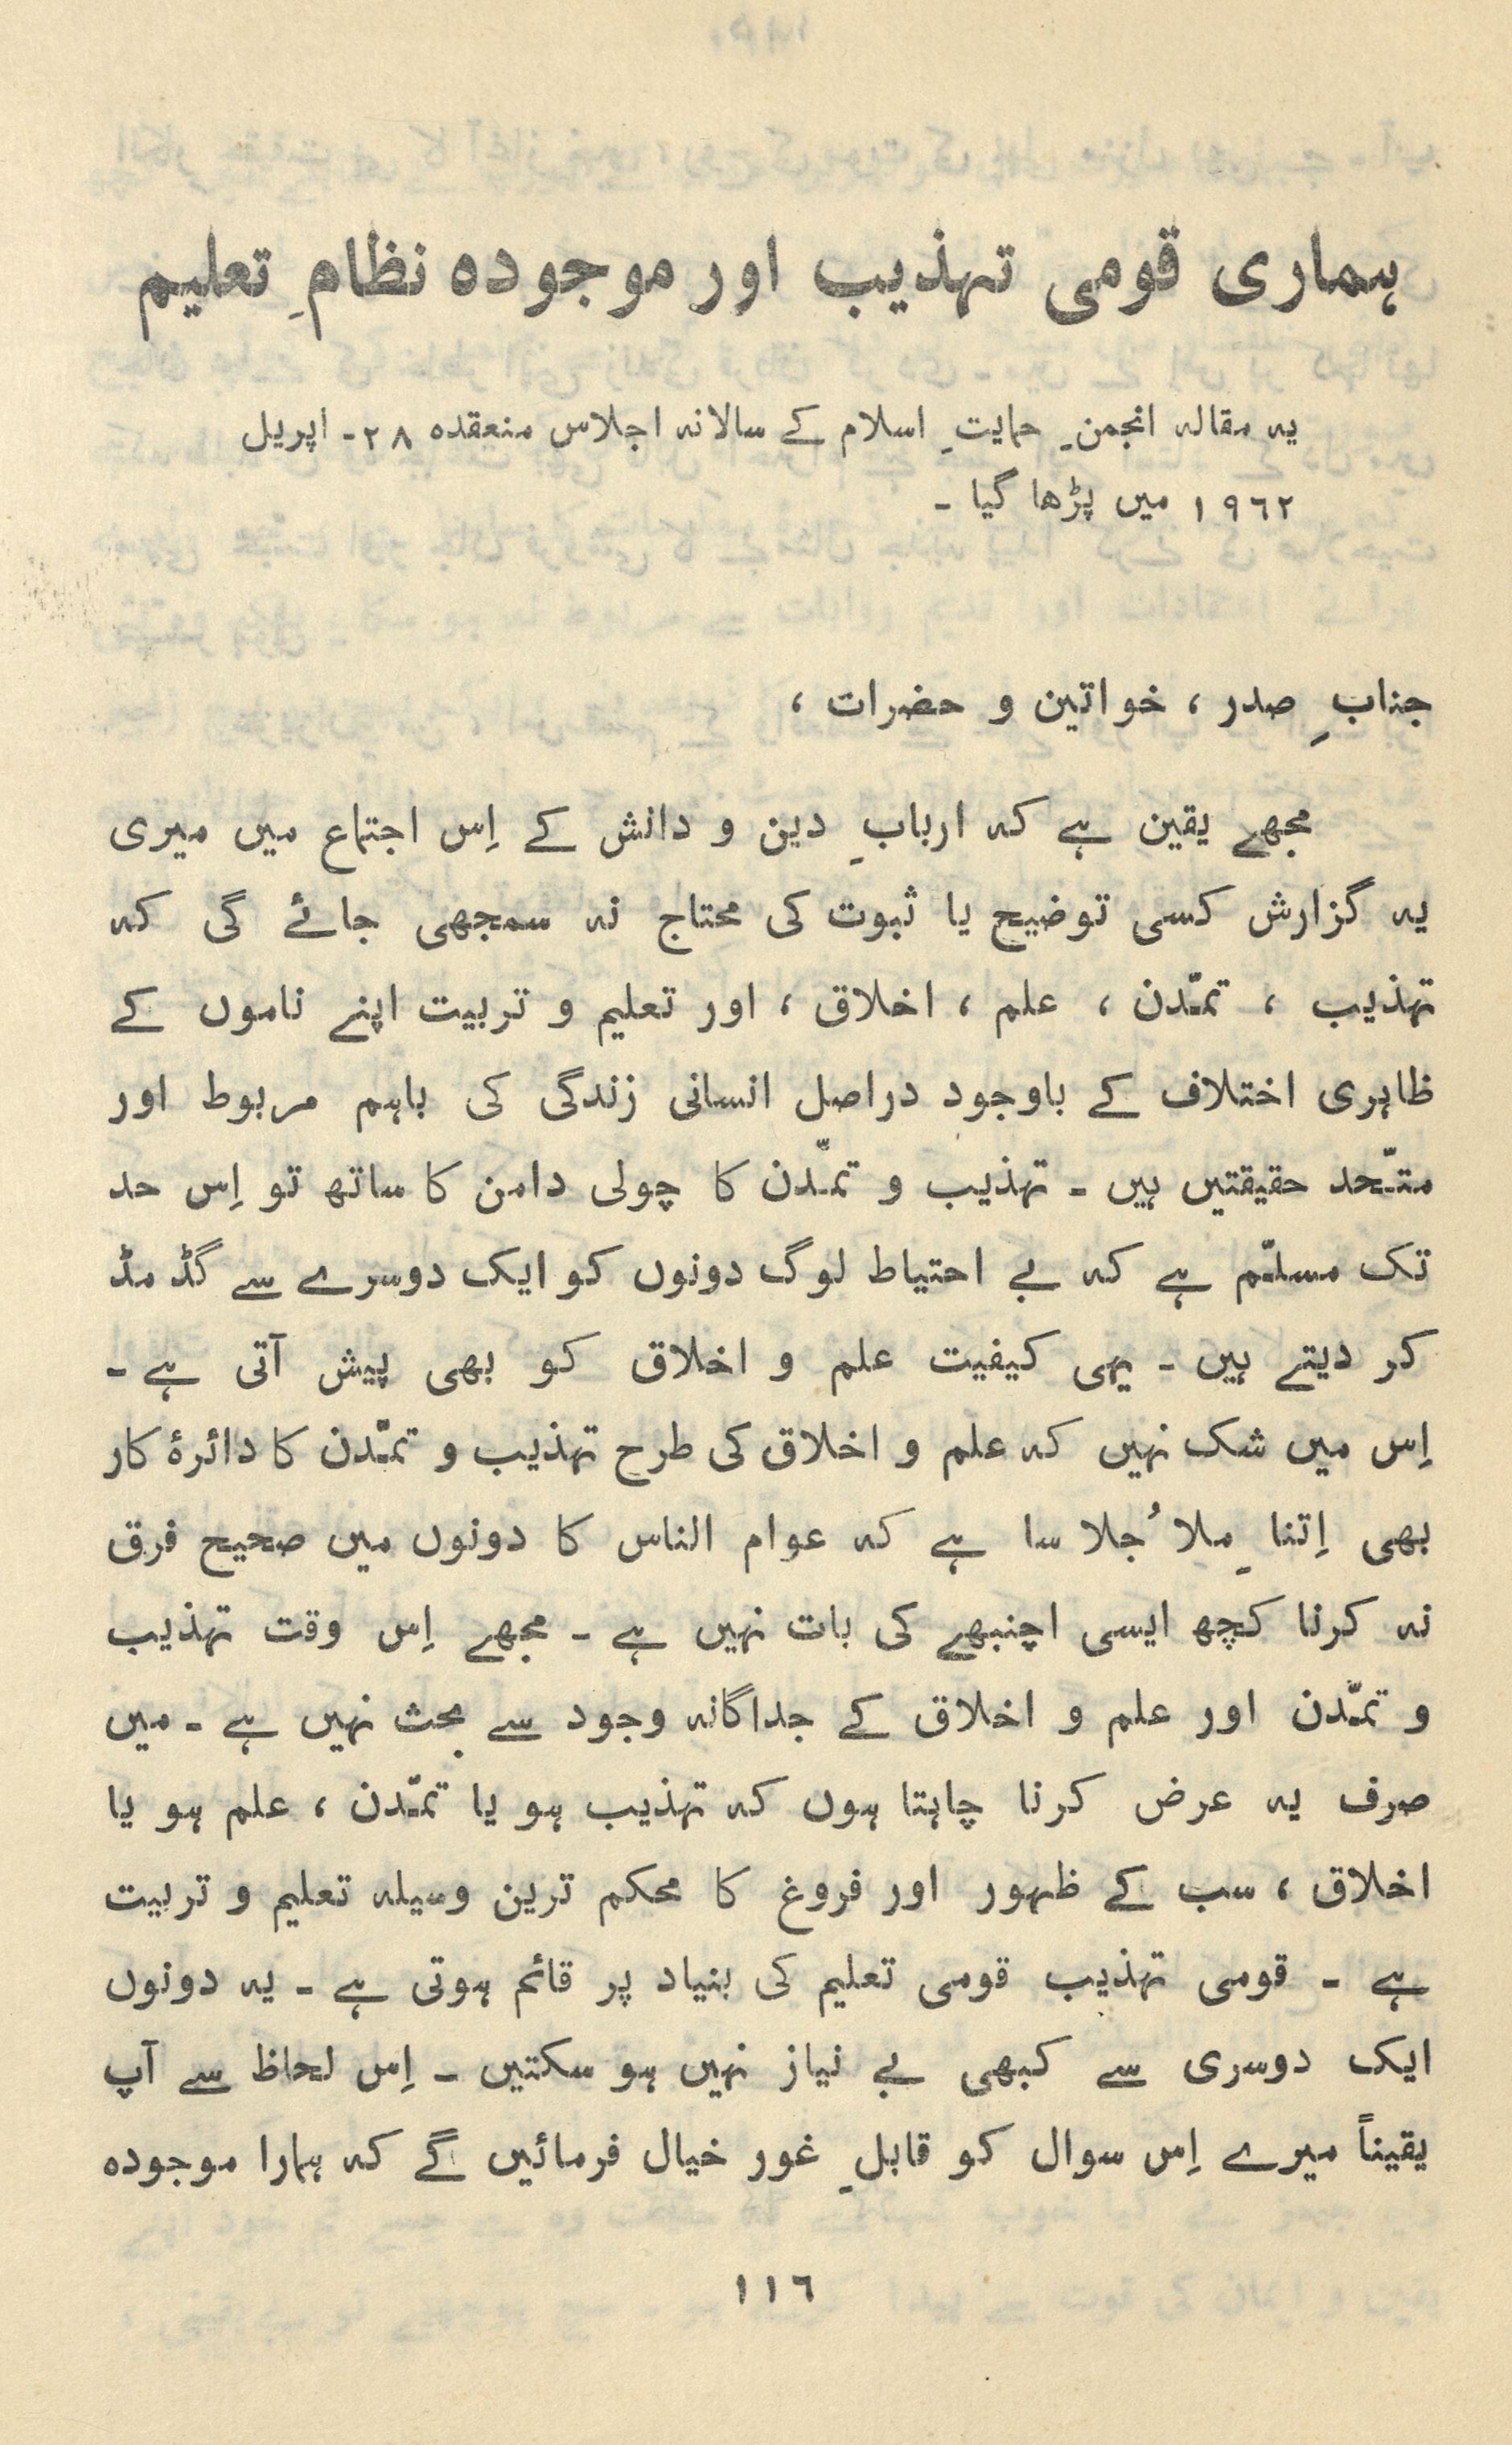 ہماری قومی تہذیب اور موجودہ نظامِ تعلیم
یہ مقالہ انجمنِ حمایتِ اسلام کے سالانہ اجلاس منعقدہ ٢٨۔ اپریل
١٩٦٢ میں پڑھا گیا ۔
جنابِ صدر ، خواتین و حضرات ،
مجھے یقین ہے کہ اربابِ دین و دانش کے اِس اجتماع میں میری
یہ گزارش کسی توضیح یا ثبوت کی محتاج نہ سمجھی جائے گی کہ
تہذیب ، تمدّن ، علم ، اخلاق ، اور تعلیم و تربیت اپنے ناموں کے
ظاہری اختلاف کے باوجود دراصل انسانی زندگی کی باہم مربوط اور
متّحد حقیقتیں ہیں ۔ تہذیب و تمدّن کا چولی دامن کا ساتھ تو اِس حد
تک مسلّم ہے کہ بے احتیاط لوگ دونوں کو ایک دوسرے سے گڈ مڈ
کر دیتے ہیں ۔ یہی کیفیت علم و اخلاق کو بھی پیش آتی ہے ۔
اِس میں شک نہیں کہ علم و اخلاق کی طرح تہذیب و تمدّن کا دائرۂ کار
بھی اِتنا مِلا جُلا سا ہے کہ عوام الناس کا دونوں میں صحیح فرق
نہ کرنا کچھ ایسی اچنبھے کی بات نہیں ہے ۔ مجھے اِس وقت تہذیب
و تمدّن اور علم و اخلاق کے جداگانہ وجود سے بحث نہیں ہے ۔ میں
صرف یہ عرض کرنا چاہتا ہوں کہ تہذیب ہو یا تمدّن ، علم ہو یا
اخلاق ، سب کے ظہور اور فروغ کا محکم ترین وسیلہ تعلیم و تربیت
ہے ۔ قومی تہذیب قومی تعلیم کی بنیاد پر قائم ہوتی ہے ۔ یہ دونوں
ایک دوسری سے کبھی بے نیاز نہیں ہو سکتیں ۔ اِس لحاظ سے آپ
یقیناً میرے اِس سوال کو قابلِ غور خیال فرمائیں گے کہ ہمارا موجودہ
١١٦